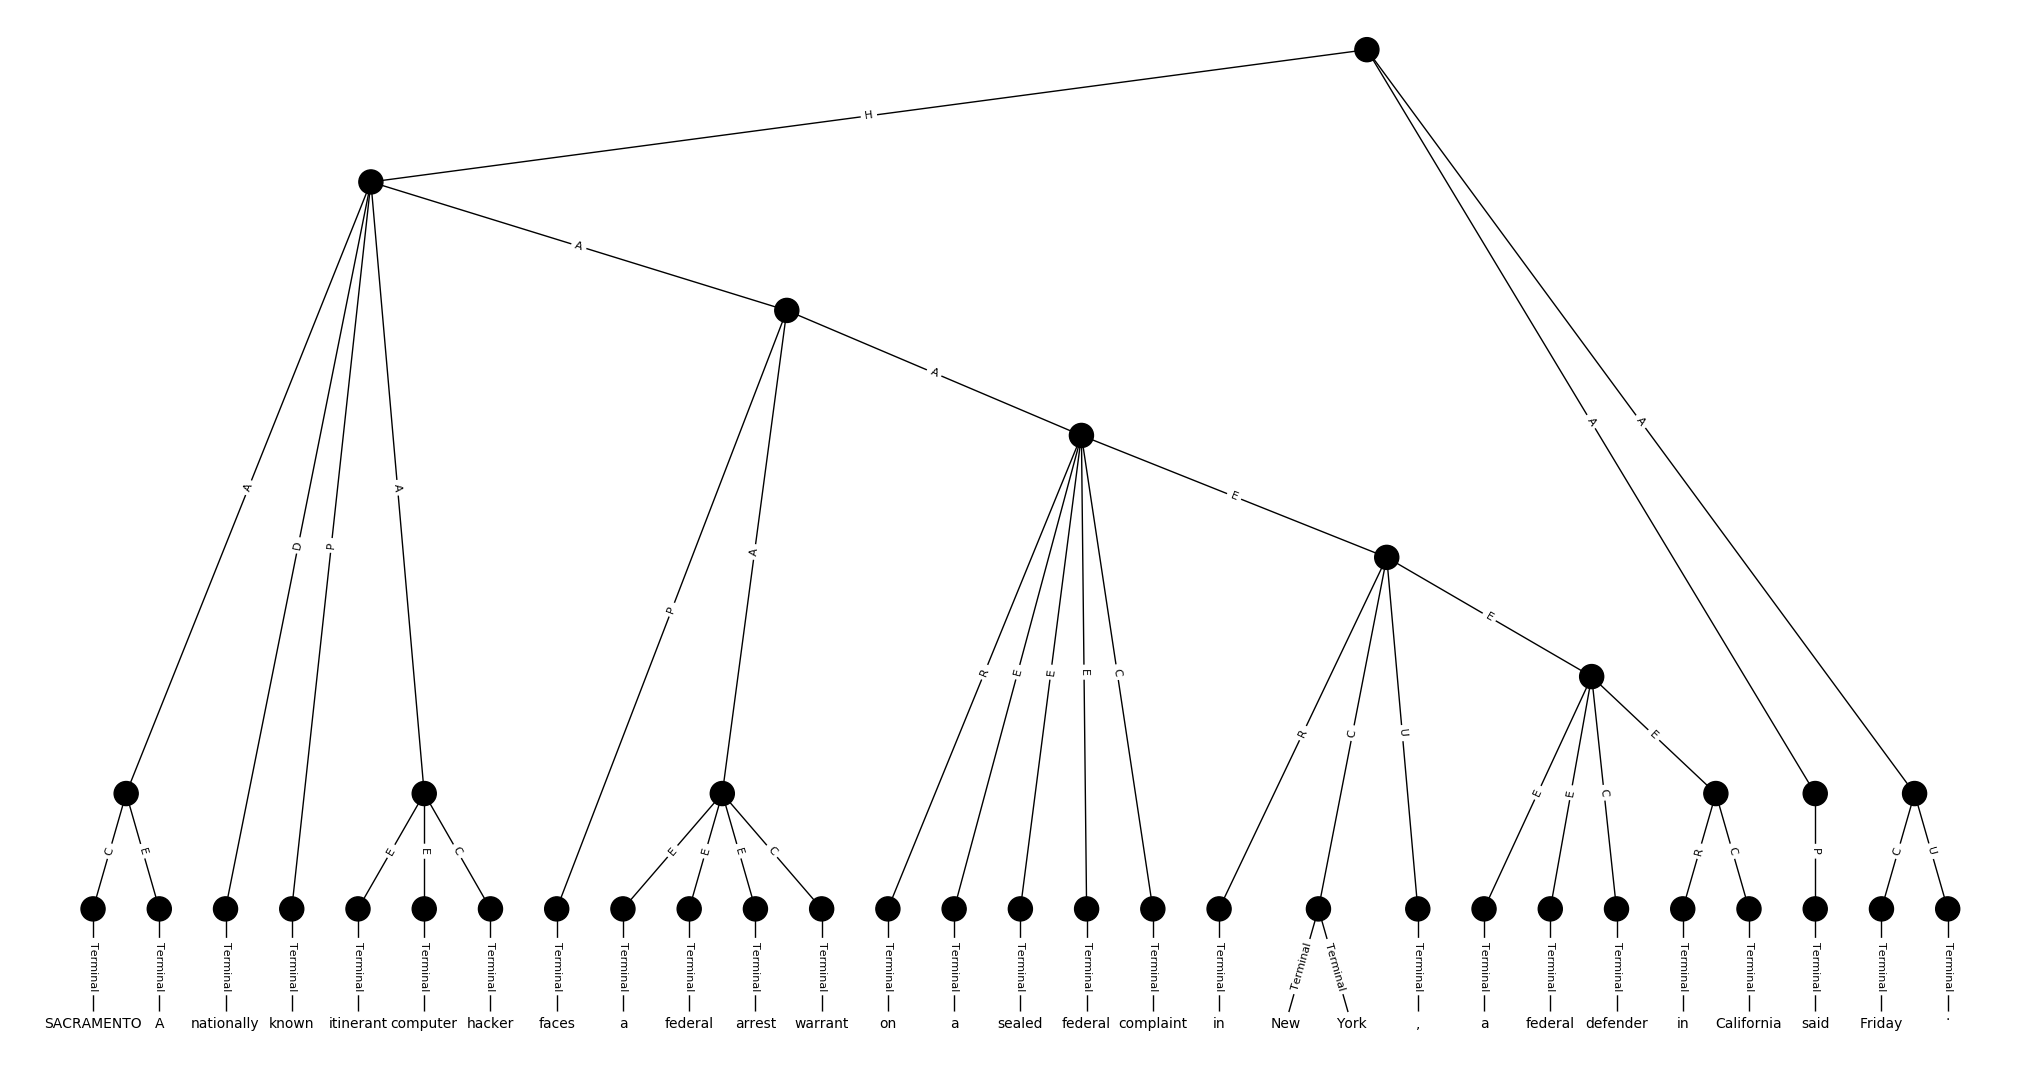 H
A
A
A A A A
E
D P A
P A
E
R E E E C
R C U
E E C E
C E E E C E E E C R C P C U
Terminal Terminal Terminal Terminal Terminal Terminal Terminal Terminal Terminal Terminal Terminal Terminal Terminal Terminal Terminal Terminal Terminal Terminal Terminal Terminal Terminal Terminal Terminal Terminal Terminal Terminal Terminal Terminal Terminal
SACRAMENTO A nationally known itinerant computer hacker faces a federal arrest warrant on a sealed federal complaint in New York , a federal defender in California said Friday .